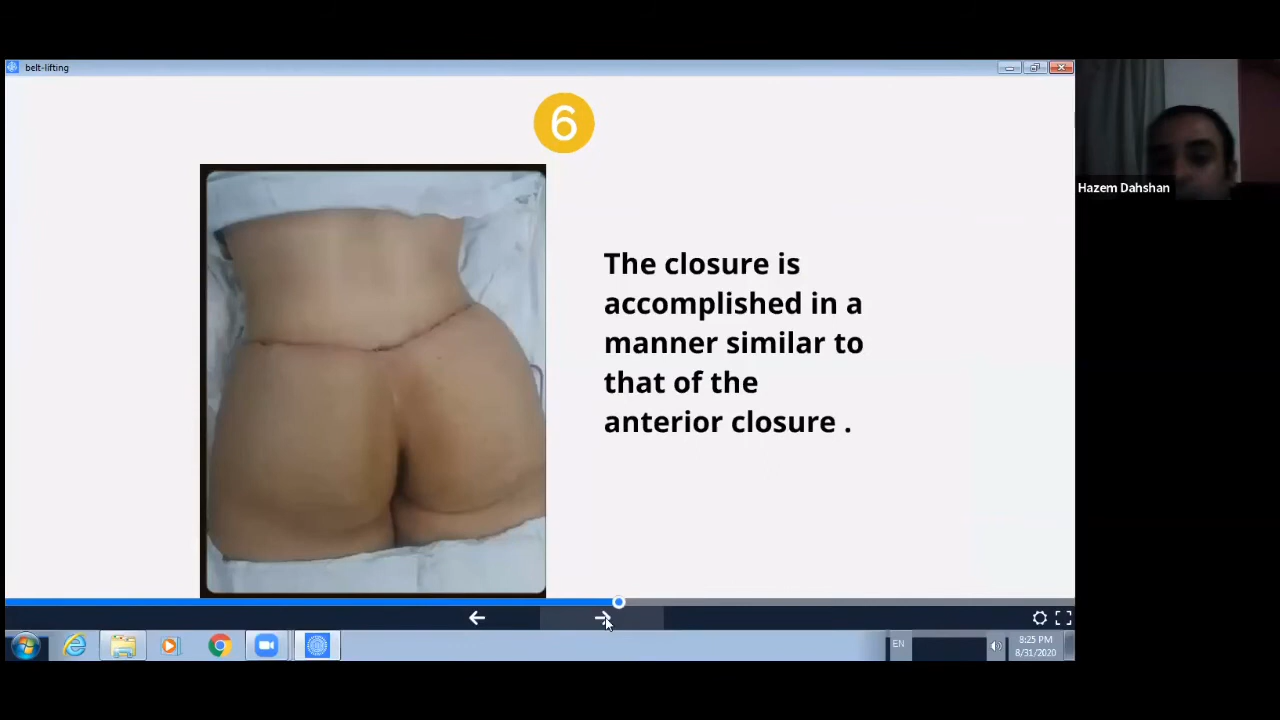 belt-lifting
6
The closure is
accomplished in a
manner similar to
that of the
anterior closure .
Hazem Dahshan
EN
8:25 PM
8/31/2020